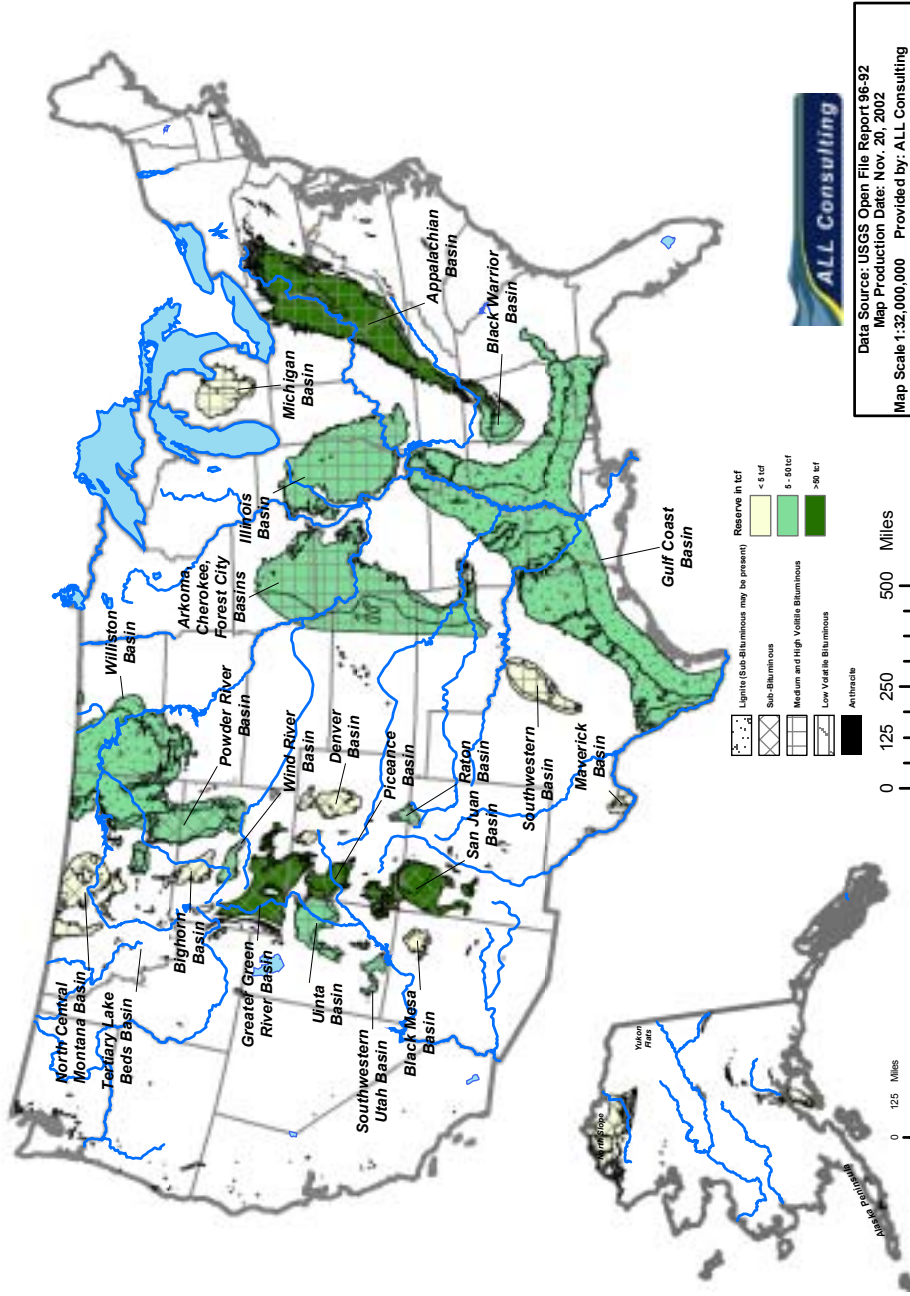 North Central
Montana Basin
Tertiary Lake
Beds Basin
Bighorn
Basin
Greater Green
River Basin
Uinta
Basin
Southwestern
Utah Basin
Black Mesa
Basin
Williston
Basin
Powder River
Basin
Wind River
Basin
Denver
Basin
Piceance
Basin
Raton
Basin
San Juan
Basin
Southwestern
Basin
Maverick
Basin
Arkoma,
Cherokee,
Forest City
Basins
Illinois
Basin
Michigan
Basin
Appalachian
Basin
Black Warrior
Basin
Gulf Coast
Basin
North Slope
Yukon
Flats
Alaska Peninsula
0 125 Miles
0 125 250 500 Miles
Lignite (Sub-Bituminous may be present)
Sub-Bituminous
Medium and High Volitile Bituminous
Low Volatile Bituminous
Anthracite
Reserve in tcf
< 5 tcf
5 - 50 tcf
>50 tcf
ALL Consulting
Data Source: USGS Open File Report 96-92
Map Production Date: Nov. 20, 2002
Map Scale 1:32,000,000 Provided by: ALL Consulting